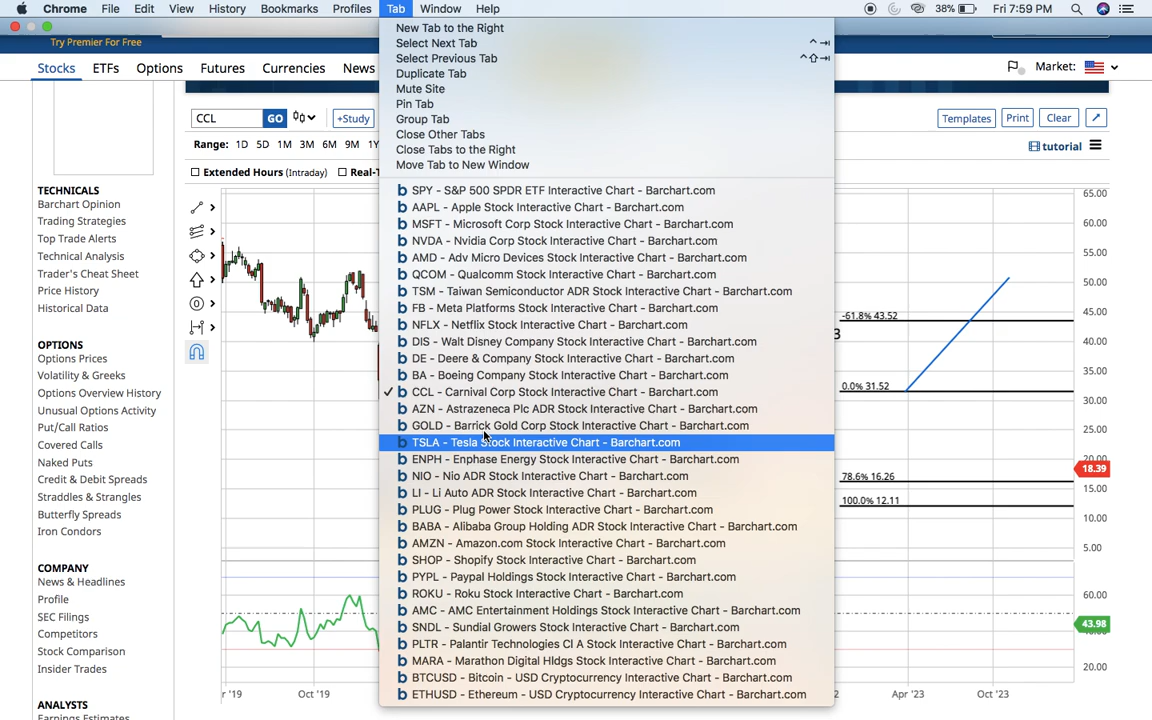 Chrome File Edit View History Bookmarks Profiles Tab Window Help 38% Fri 7:59 PM
Try Premier For Free
Stocks ETFs Options Futures Currencies News Market:
CCL GO +Study Templates Print Clear
Range: 1D 5D 1M 3M 6M 9M 1Y
tutorial
Extended Hours (Intraday) Real-T
New Tab to the Right
Select Next Tab
Select Previous Tab
Duplicate Tab
Mute Site
Pin Tab
Group Tab
Close Other Tabs
Close Tabs to the Right
Move Tab to New Window
SPY - S&P 500 SPDR ETF Interactive Chart - Barchart.com
AAPL - Apple Stock Interactive Chart - Barchart.com
MSFT - Microsoft Corp Stock Interactive Chart - Barchart.com
NVDA - Nvidia Corp Stock Interactive Chart - Barchart.com
AMD - Adv Micro Devices Stock Interactive Chart - Barchart.com
QCOM - Qualcomm Stock Interactive Chart - Barchart.com
TSM - Taiwan Semiconductor ADR Stock Interactive Chart - Barchart.com
FB - Meta Platforms Stock Interactive Chart - Barchart.com
NFLX - Netflix Stock Interactive Chart - Barchart.com
DIS - Walt Disney Company Stock Interactive Chart - Barchart.com
DE - Deere & Company Stock Interactive Chart - Barchart.com
BA - Boeing Company Stock Interactive Chart - Barchart.com
CCL - Carnival Corp Stock Interactive Chart - Barchart.com
AZN - Astrazeneca Plc ADR Stock Interactive Chart - Barchart.com
GOLD - Barrick Gold Corp Stock Interactive Chart - Barchart.com
TSLA - Tesla Stock Interactive Chart - Barchart.com
ENPH - Enphase Energy Stock Interactive Chart - Barchart.com
NIO - Nio ADR Stock Interactive Chart - Barchart.com
LI - Li Auto ADR Stock Interactive Chart - Barchart.com
PLUG - Plug Power Stock Interactive Chart - Barchart.com
BABA - Alibaba Group Holding ADR Stock Interactive Chart - Barchart.com
AMZN - Amazon.com Stock Interactive Chart - Barchart.com
SHOP - Shopify Stock Interactive Chart - Barchart.com
PYPL - Paypal Holdings Stock Interactive Chart - Barchart.com
ROKU - Roku Stock Interactive Chart - Barchart.com
AMC - AMC Entertainment Holdings Stock Interactive Chart - Barchart.com
SNDL - Sundial Growers Stock Interactive Chart - Barchart.com
PLTR - Palantir Technologies Cl A Stock Interactive Chart - Barchart.com
MARA - Marathon Digital Hldgs Stock Interactive Chart - Barchart.com
BTCUSD - Bitcoin - USD Cryptocurrency Interactive Chart - Barchart.com
ETHUSD - Ethereum - USD Cryptocurrency Interactive Chart - Barchart.com
TECHNICALS
Barchart Opinion
Trading Strategies
Top Trade Alerts
Technical Analysis
Trader's Cheat Sheet
Price History
Historical Data
OPTIONS
Options Prices
Volatility & Greeks
Options Overview History
Unusual Options Activity
Put/Call Ratios
Covered Calls
Naked Puts
Credit & Debit Spreads
Straddles & Strangles
Butterfly Spreads
Iron Condors
COMPANY
News & Headlines
Profile
SEC Filings
Competitors
Stock Comparison
Insider Trades
ANALYSTS
Earnings Estimates
-61.8% 43.52
3
0.0% 31.52
78.6% 16.26
100.0% 12.11
65.00
60.00
55.00
50.00
45.00
40.00
35.00
30.00
25.00
20.00
18.39
15.00
10.00
5.00
60.00
43.98
20.00
r '19 Oct '19 2 Apr '23 Oct '23